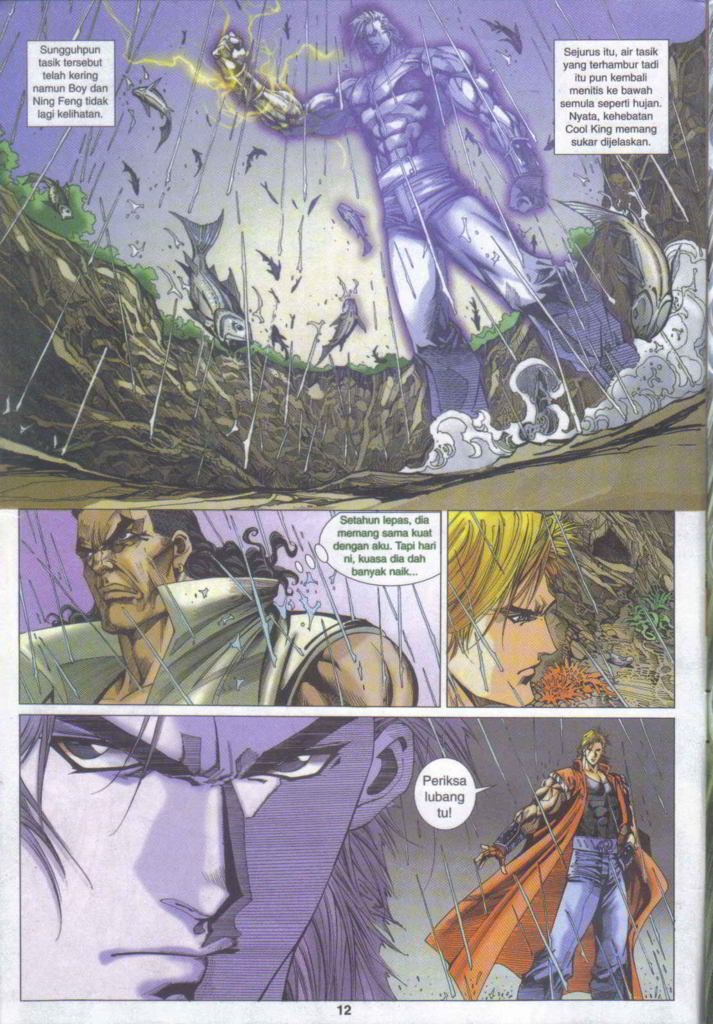 Sungguhpun
tasik tersebut
telah kering
namun Boy dan
Ning Feng tidak
lagi kelihatan.
Sejurus itu, air tasik
yang terhambur tadi
itu pun kembali
menitis ke bawah
semula seperti hujan.
Nyata, kehebatan
Cool King memang
sukar dijelaskan.
Setahun lepas, dia
memang sama kuat
dengan aku. Tapi hari
ni, kuasa dia dah
banyak naik...
Periksa
lubang
tu!
12